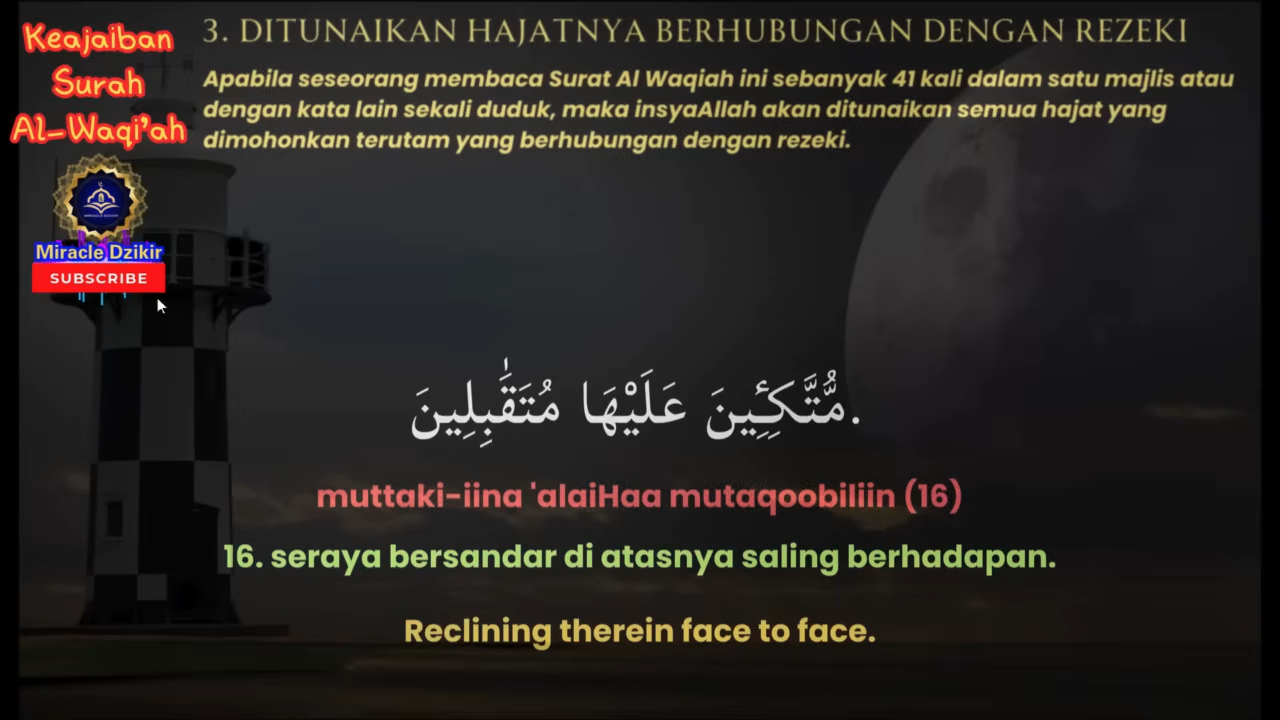 Keajaiban
Surah
Al-Waqi'ah
3. DITUNAIKAN HAJATNYA BERHUBUNGAN DENGAN REZEKI
Apabila seseorang membaca Surat Al Waqiah ini sebanyak 41 kali dalam satu majlis atau
dengan kata lain sekali duduk, maka insyaAllah akan ditunaikan semua hajat yang
dimohonkan terutam yang berhubungan dengan rezeki.
Miracle Dzikir
SUBSCRIBE
مُّتَّكِـِٔينَ عَلَيْهَا مُتَقَٰبِلِينَ.
muttaki-iina 'alaiHaa mutaqoobiliin (16)
16. seraya bersandar di atasnya saling berhadapan.
Reclining therein face to face.